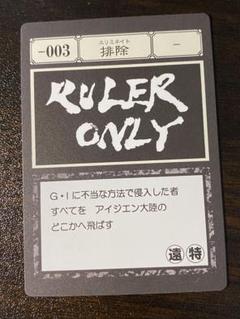 -003
エリミネイト
排除
－
RULER
ONLY
G・Iに不当な方法で侵入した者
すべてを　アイジエン大陸の
どこかへ飛ばす
遠 特